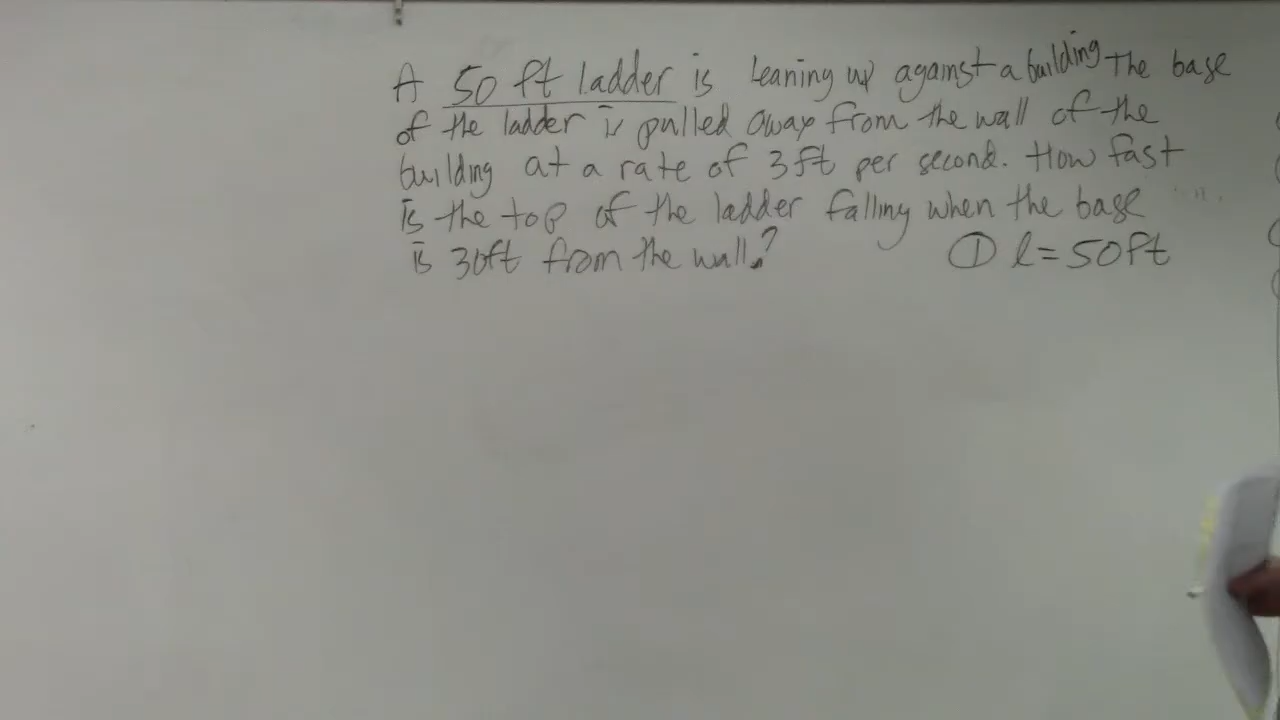 A 50 ft ladder is leaning up against a building The base
of the ladder is pulled away from the wall of the
building at a rate of 3ft per second. How fast
is the top of the ladder falling when the base
is 30ft from the wall?
① l = 50ft